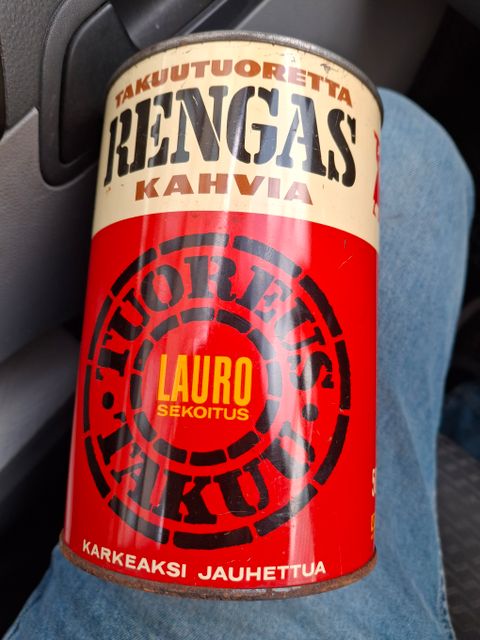 TAKUUTUORETTA
RENGAS
KAHVIA
TUOREUS
LAURO
SEKOITUS
TAKUU
KARKEAKSI JAUHETTUA